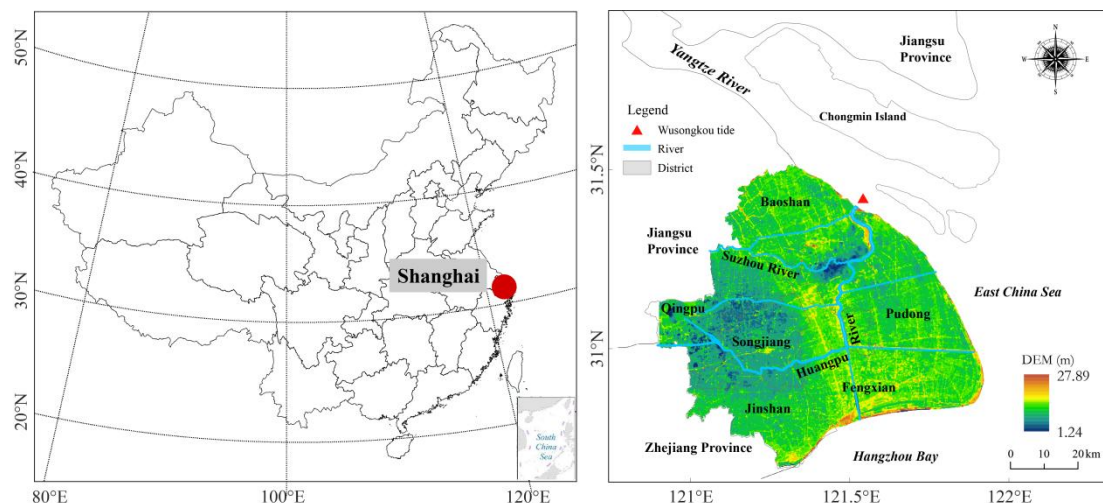 50°N
40°N
30°N
20°N
80°E
100°E
120°E
Shanghai
South
China
Sea
31.5°N
31°N
121°E
121.5°E
122°E
Yangtze River
Jiangsu
Province
N
W
E
S
Legend
Wusongkou tide
River
District
Chongmin Island
Baoshan
Jiangsu
Province
Suzhou River
East China Sea
Qingpu
Pudong
Songjiang
River
Huangpu
Fengxian
Jinshan
Zhejiang Province
Hangzhou Bay
DEM (m)
27.89
1.24
0 10 20 km